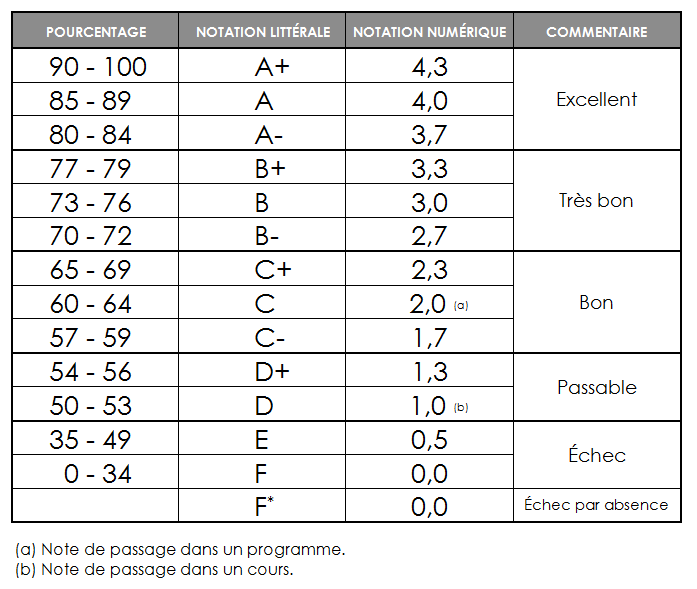 POURCENTAGE NOTATION LITTÉRALE NOTATION NUMÉRIQUE COMMENTAIRE
90 - 100 A+ 4,3
85 - 89 A 4,0 Excellent
80 - 84 A- 3,7
77 - 79 B+ 3,3
73 - 76 B 3,0 Très bon
70 - 72 B- 2,7
65 - 69 C+ 2,3
60 - 64 C 2,0 (a) Bon
57 - 59 C- 1,7
54 - 56 D+ 1,3
Passable
50 - 53 D 1,0 (b)
35 - 49 E 0,5
Échec
0 - 34 F 0,0
F* 0,0 Échec par absence
(a) Note de passage dans un programme.
(b) Note de passage dans un cours.